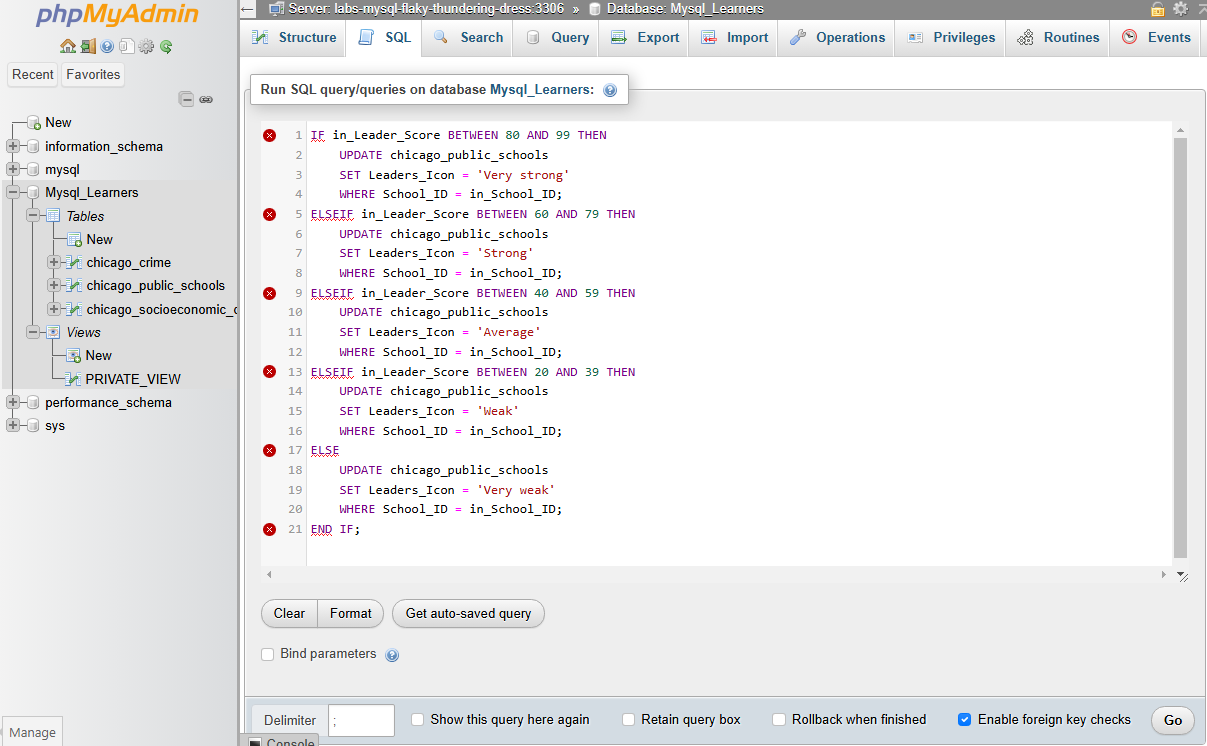 phpMyAdmin
Recent
Favorites
New
information_schema
mysql
Mysql_Learners
Tables
New
chicago_crime
chicago_public_schools
chicago_socioeconomic_
Views
New
PRIVATE_VIEW
performance_schema
sys
Manage
Server: labs-mysql-flaky-thundering-dress:3306 » Database: Mysql_Learners
Structure SQL Search Query Export Import Operations Privileges Routines Events
Run SQL query/queries on database Mysql_Learners:
1 IF in_Leader_Score BETWEEN 80 AND 99 THEN
2 UPDATE chicago_public_schools
3 SET Leaders_Icon = 'Very strong'
4 WHERE School_ID = in_School_ID;
5 ELSEIF in_Leader_Score BETWEEN 60 AND 79 THEN
6 UPDATE chicago_public_schools
7 SET Leaders_Icon = 'Strong'
8 WHERE School_ID = in_School_ID;
9 ELSEIF in_Leader_Score BETWEEN 40 AND 59 THEN
10 UPDATE chicago_public_schools
11 SET Leaders_Icon = 'Average'
12 WHERE School_ID = in_School_ID;
13 ELSEIF in_Leader_Score BETWEEN 20 AND 39 THEN
14 UPDATE chicago_public_schools
15 SET Leaders_Icon = 'Weak'
16 WHERE School_ID = in_School_ID;
17 ELSE
18 UPDATE chicago_public_schools
19 SET Leaders_Icon = 'Very weak'
20 WHERE School_ID = in_School_ID;
21 END IF;
Clear Format Get auto-saved query
Bind parameters
Delimiter ; Show this query here again Retain query box Rollback when finished Enable foreign key checks Go
Console